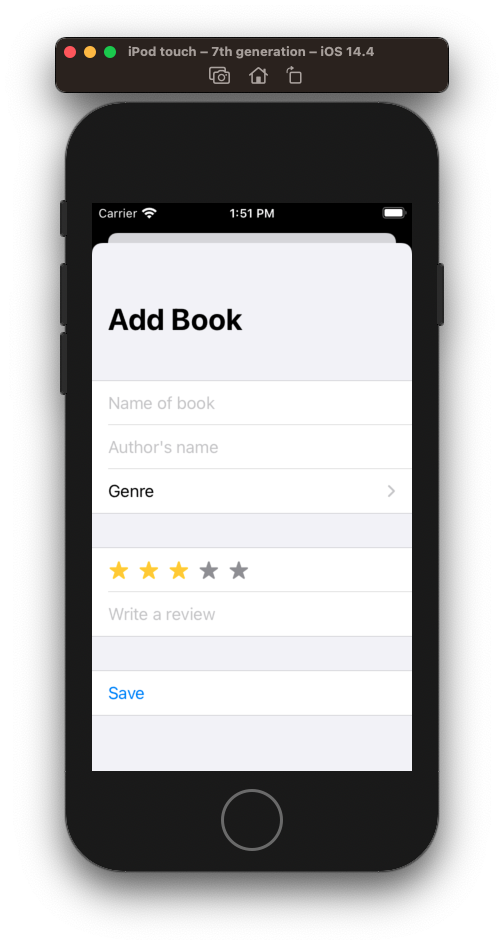 iPod touch – 7th generation – iOS 14.4
Carrier 1:51 PM
Add Book
Name of book
Author's name
Genre
Write a review
Save